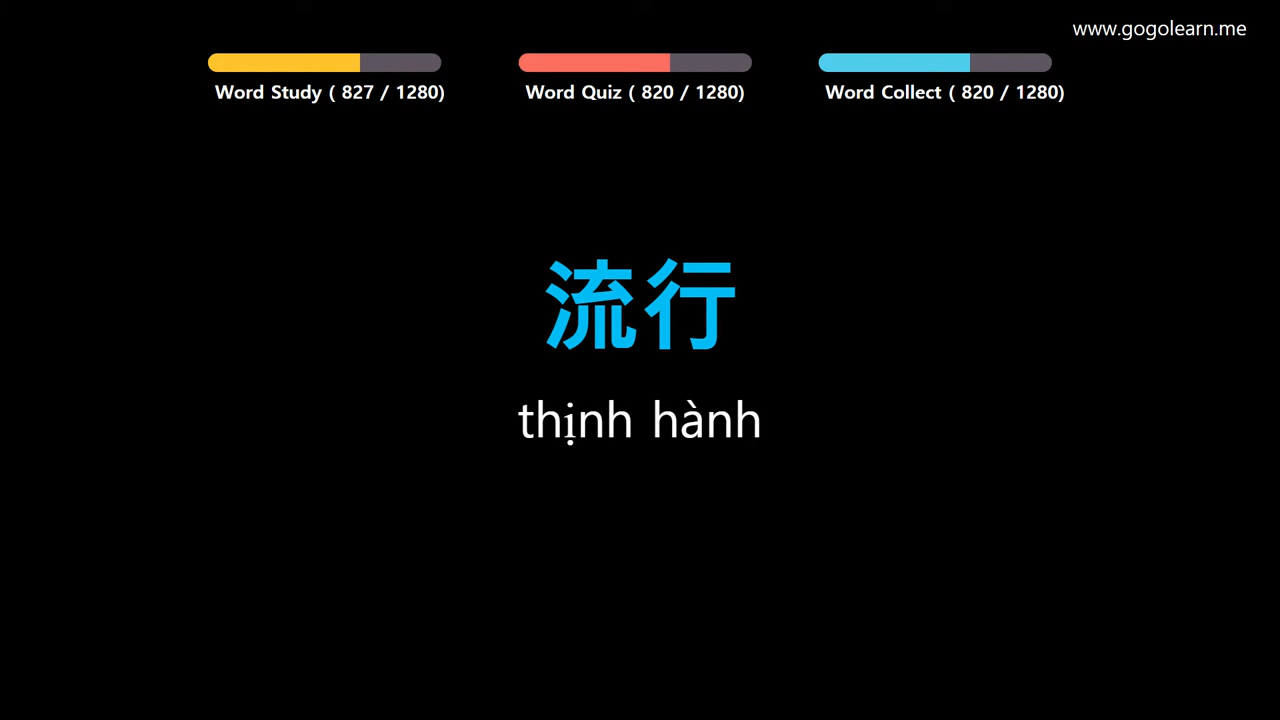 www.gogolearn.me
Word Study ( 827 / 1280)
Word Quiz ( 820 / 1280)
Word Collect ( 820 / 1280)
流行
thịnh hành